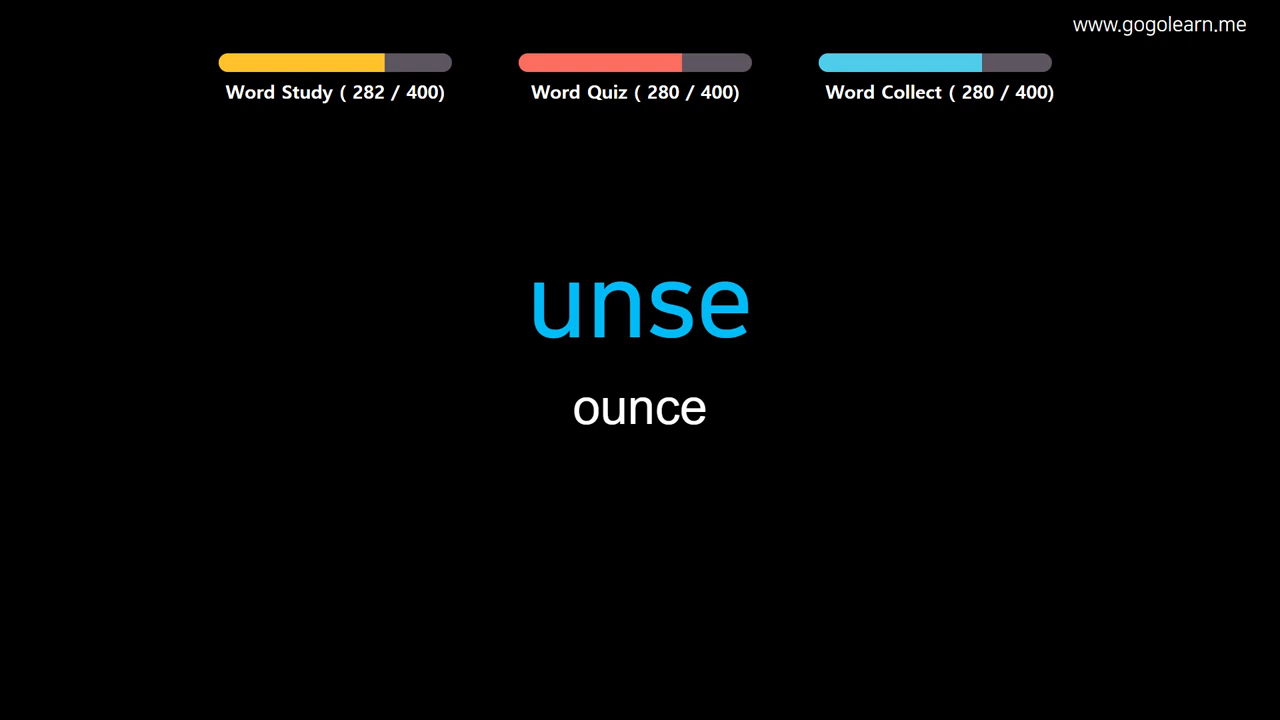 www.gogolearn.me
Word Study ( 282 / 400)
Word Quiz ( 280 / 400)
Word Collect ( 280 / 400)
unse
ounce